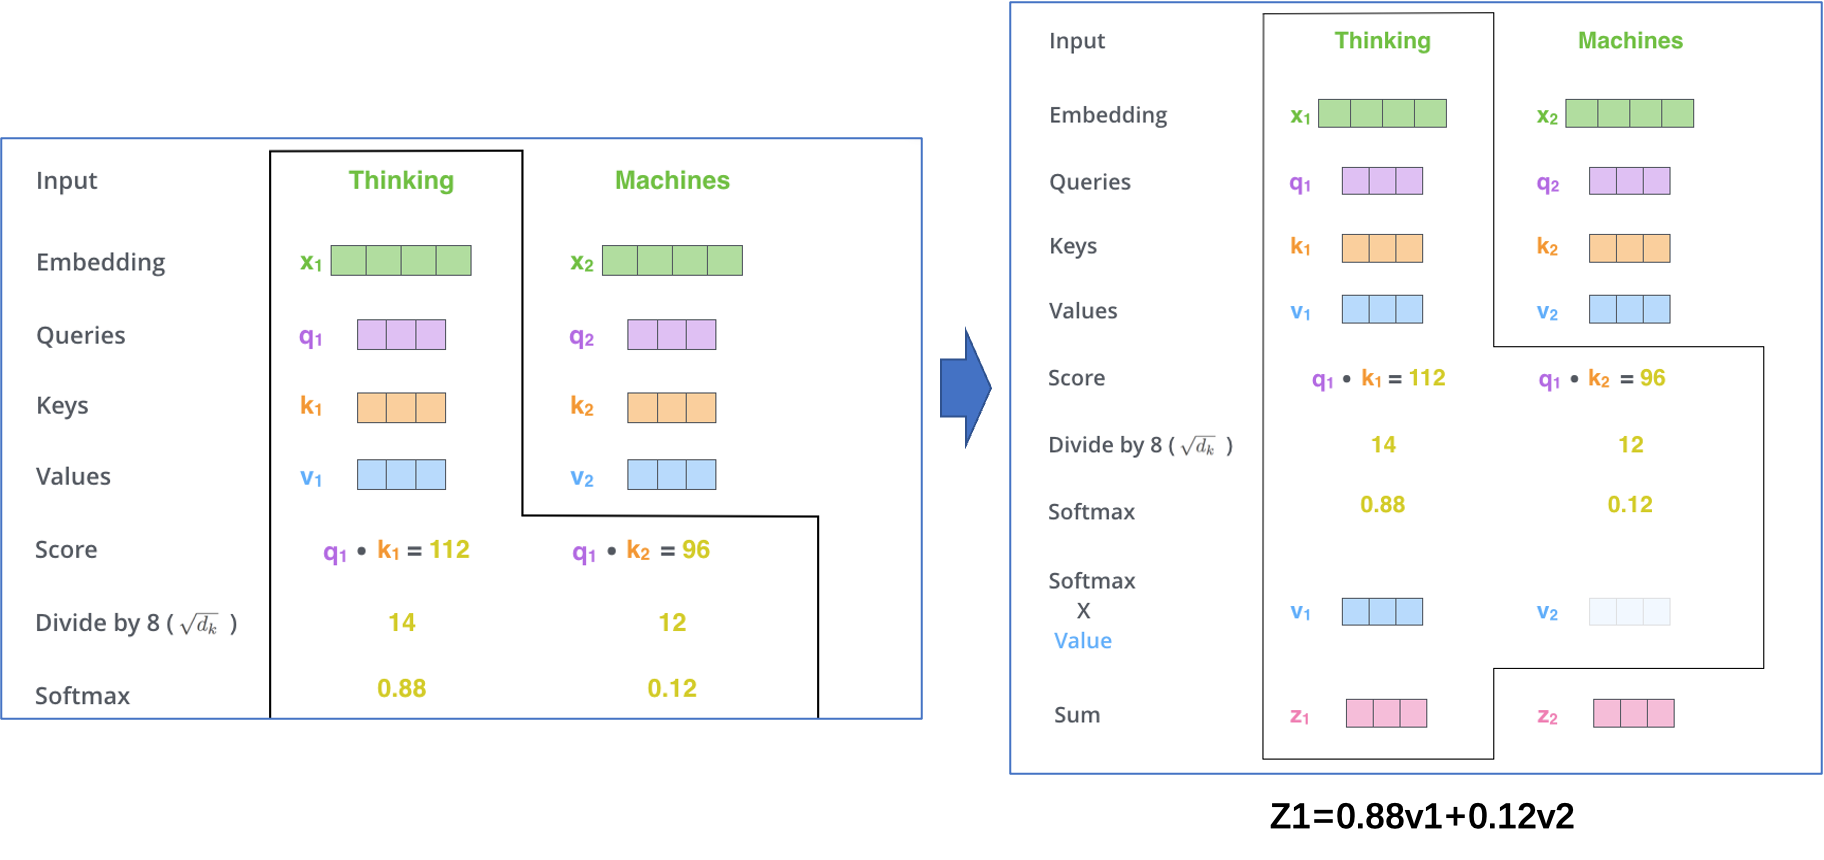 Input Thinking Machines
Embedding x1 x2
Queries q1 q2
Keys k1 k2
Values v1 v2
Score q1 • k1 = 112 q1 • k2 = 96
Divide by 8 ( √dk ) 14 12
Softmax 0.88 0.12
Input Thinking Machines
Embedding x1 x2
Queries q1 q2
Keys k1 k2
Values v1 v2
Score q1 • k1 = 112 q1 • k2 = 96
Divide by 8 ( √dk ) 14 12
Softmax 0.88 0.12
Softmax
X v1 v2
Value
Sum z1 z2
Z1=0.88v1+0.12v2